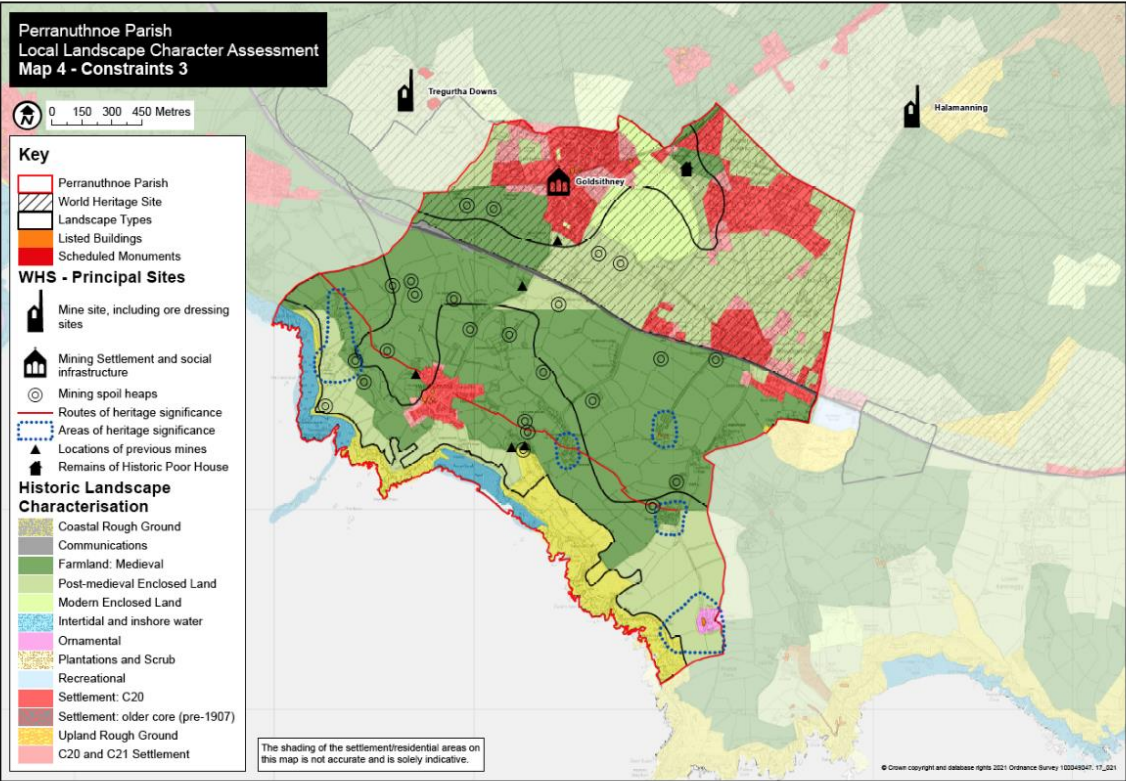 Perranuthnoe Parish
Local Landscape Character Assessment
Map 4 - Constraints 3
N
0 150 300 450 Metres
Tregurtha Downs
Halamanning
Goldsithney
Key
Perranuthnoe Parish
World Heritage Site
Landscape Types
Listed Buildings
Scheduled Monuments
WHS - Principal Sites
Mine site, including ore dressing
sites
Mining Settlement and social
infrastructure
Mining spoil heaps
Routes of heritage significance
Areas of heritage significance
Locations of previous mines
Remains of Historic Poor House
Historic Landscape
Characterisation
Coastal Rough Ground
Communications
Farmland: Medieval
Post-medieval Enclosed Land
Modern Enclosed Land
Intertidal and inshore water
Ornamental
Plantations and Scrub
Recreational
Settlement: C20
Settlement: older core (pre-1907)
Upland Rough Ground
C20 and C21 Settlement
The shading of the settlement/residential areas on
this map is not accurate and is solely indicative.
© Crown copyright and database rights 2021 Ordnance Survey 100049047. 17_021